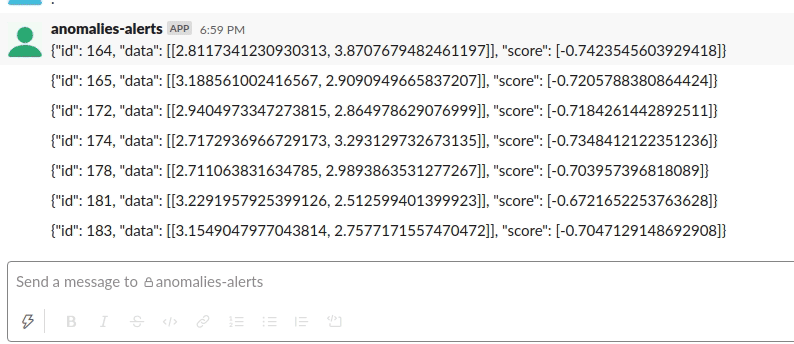 anomalies-alerts APP 6:59 PM
{"id": 164, "data": [[2.8117341230930313, 3.8707679482461197]], "score": [-0.7423545603929418]}
{"id": 165, "data": [[3.188561002416567, 2.9090949665837207]], "score": [-0.7205788380864424]}
{"id": 172, "data": [[2.9404973347273815, 2.864978629076999]], "score": [-0.7184261442892511]}
{"id": 174, "data": [[2.7172936966729173, 3.293129732673135]], "score": [-0.7348412122351236]}
{"id": 178, "data": [[2.711063831634785, 2.9893863531277267]], "score": [-0.703957396818089]}
{"id": 181, "data": [[3.2291957925399126, 2.512599401399923]], "score": [-0.6721652253763628]}
{"id": 183, "data": [[3.1549047977043814, 2.7577171557470472]], "score": [-0.7047129148692908]}
Send a message to anomalies-alerts
B I S